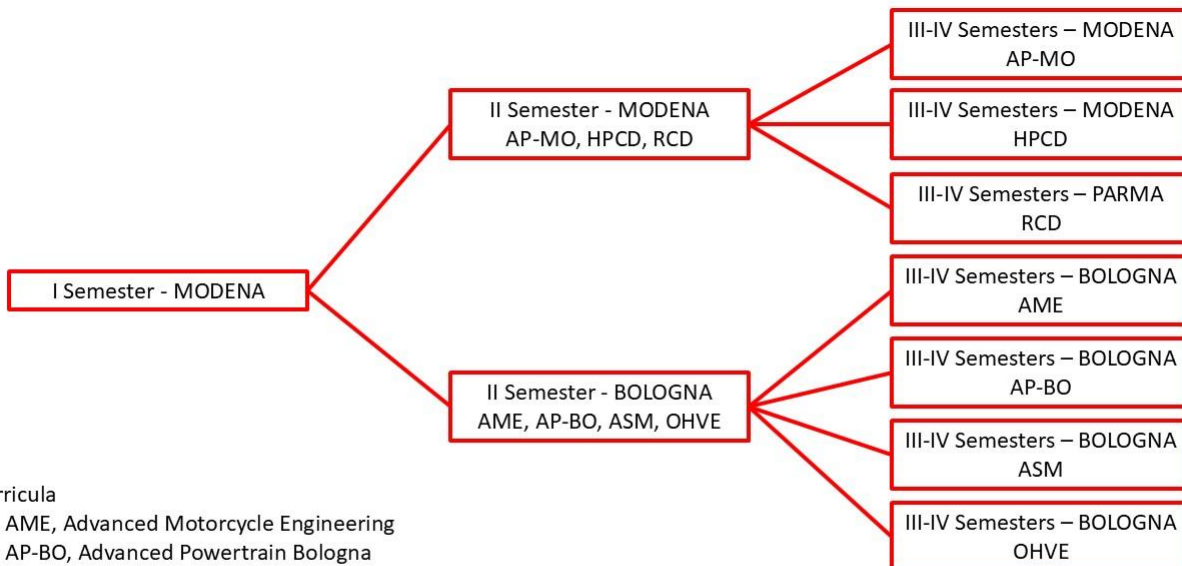 III-IV Semesters – MODENA
AP-MO
II Semester - MODENA
AP-MO, HPCD, RCD
III-IV Semesters – MODENA
HPCD
III-IV Semesters – PARMA
RCD
I Semester - MODENA
III-IV Semesters – BOLOGNA
AME
II Semester - BOLOGNA
AME, AP-BO, ASM, OHVE
III-IV Semesters – BOLOGNA
AP-BO
III-IV Semesters – BOLOGNA
ASM
III-IV Semesters – BOLOGNA
OHVE
rricula
AME, Advanced Motorcycle Engineering
AP-BO, Advanced Powertrain Bologna